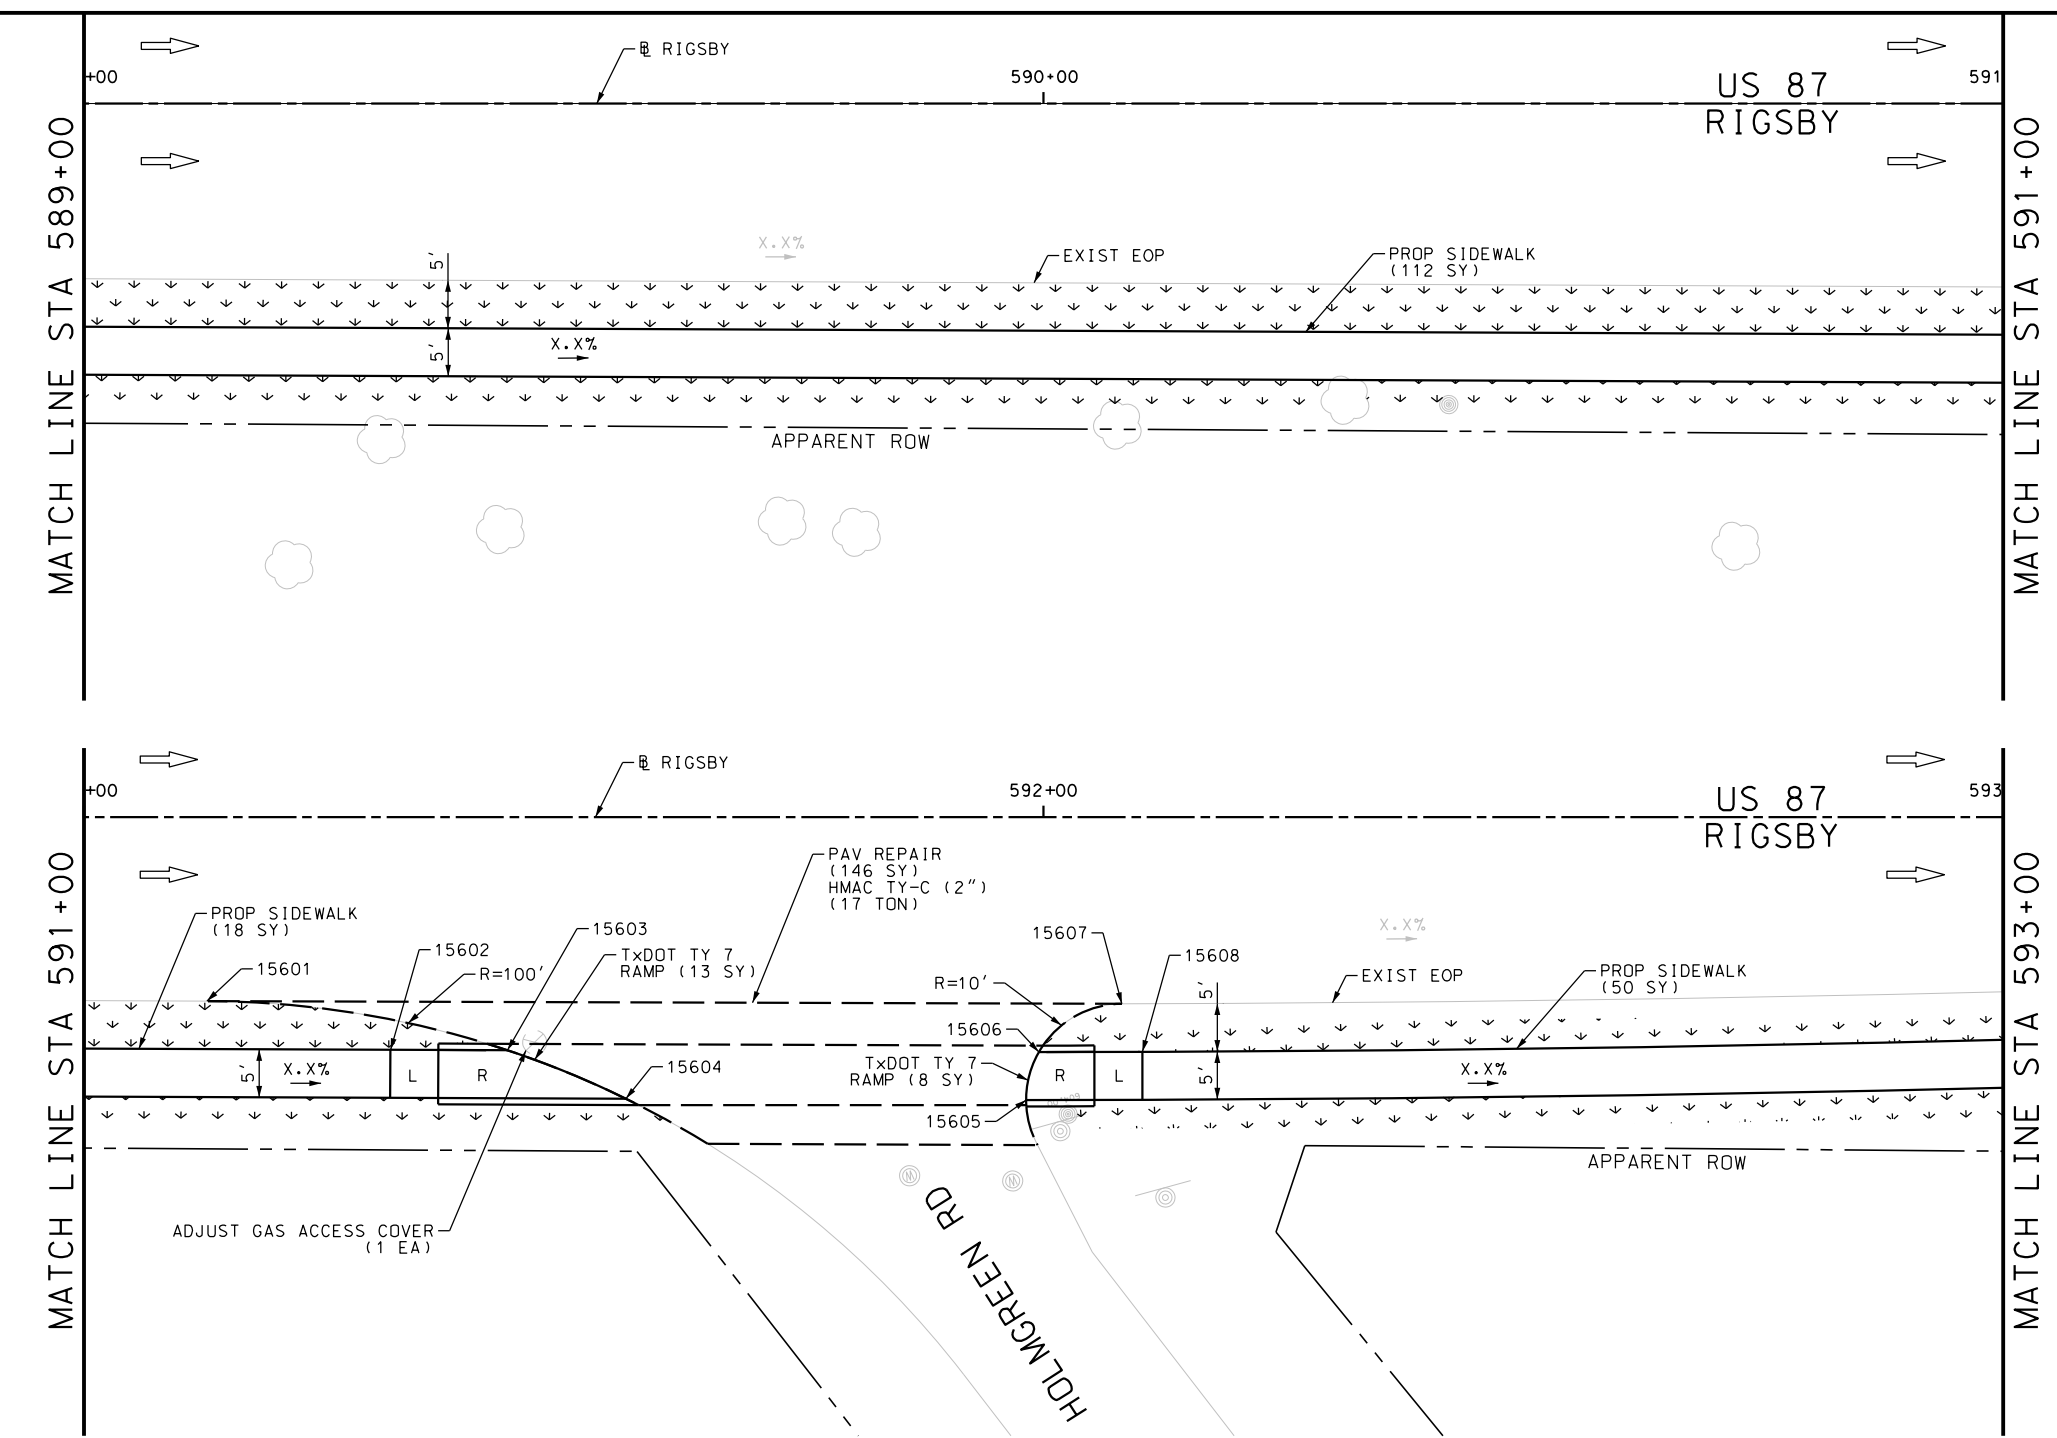 +00
℄ RIGSBY
590+00
US 87
RIGSBY
591
MATCH LINE STA 589+00
MATCH LINE STA 591+00
X.X%
5'
EXIST EOP
PROP SIDEWALK
(112 SY)
5'
X.X%
APPARENT ROW
+00
℄ RIGSBY
592+00
US 87
RIGSBY
593
MATCH LINE STA 591+00
MATCH LINE STA 593+00
PAV REPAIR
(146 SY)
HMAC TY-C (2")
(17 TON)
PROP SIDEWALK
(18 SY)
15601
15602
R=100'
15603
TxDOT TY 7
RAMP (13 SY)
15607
R=10'
15608
X.X%
EXIST EOP
PROP SIDEWALK
(50 SY)
5'
15606
5'
X.X%
L
R
15604
TxDOT TY 7
RAMP (8 SY)
R
L
5'
X.X%
15605
APPARENT ROW
ADJUST GAS ACCESS COVER
(1 EA)
HOLMGREEN RD